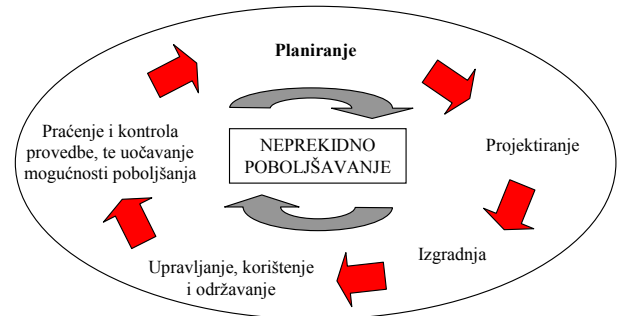 Planiranje
Praćenje i kontrola
provedbe, te uočavanje
mogućnosti poboljšanja
NEPREKIDNO
POBOLJŠAVANJE
Projektiranje
Izgradnja
Upravljanje, korištenje
i održavanje